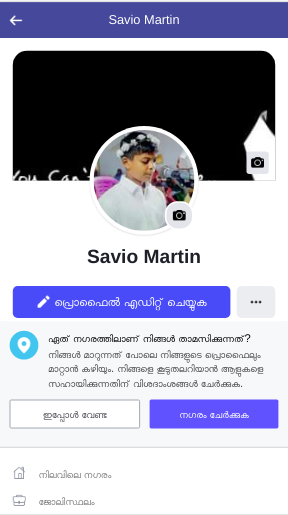 Savio Martin
You Can't
Savio Martin
പ്രൊഫൈൽ എഡിറ്റ് ചെയ്യുക
ഏത് നഗരത്തിലാണ് നിങ്ങൾ താമസിക്കുന്നത്?
നിങ്ങൾ മാറുന്നത് പോലെ നിങ്ങളുടെ പ്രൊഫൈലും
മാറ്റാൻ കഴിയും. നിങ്ങളെ കൂടുതലറിയാൻ ആളുകളെ
സഹായിക്കുന്നതിന് വിശദാംശങ്ങൾ ചേർക്കുക.
ഇപ്പോൾ വേണ്ട
നഗരം ചേർക്കുക
നിലവിലെ നഗരം
ജോലിസ്ഥലം